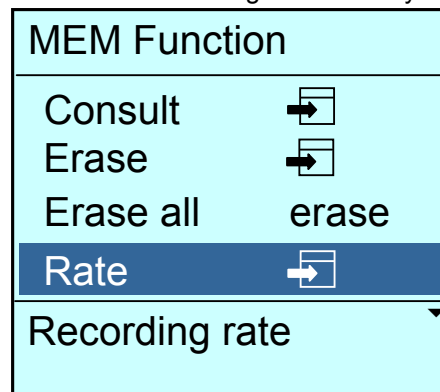 MEM Function
Consult
Erase
Erase all erase
Rate
Recording rate